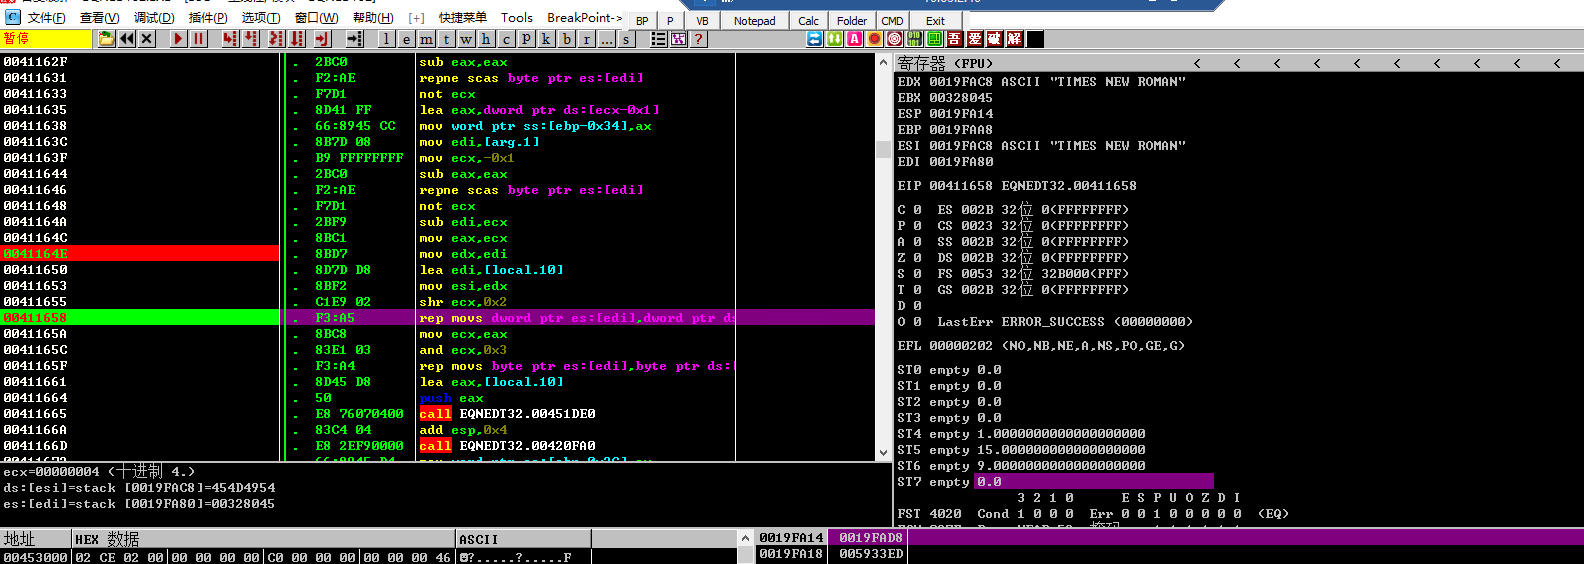 文件(F) 查看(V) 调试(D) 插件(P) 选项(T) 窗口(W) 帮助(H) [+] 快捷菜单 Tools BreakPoint-> BP P VB Notepad Calc Folder CMD Exit
暂停 l e m t w h c p k b r ... s ? A 吾 爱 破 解
0041162F . 2BC0 sub eax,eax
00411631 . F2:AE repne scas byte ptr es:[edi]
00411633 . F7D1 not ecx
00411635 . 8D41 FF lea eax,dword ptr ds:[ecx-0x1]
00411638 . 66:8945 CC mov word ptr ss:[ebp-0x34],ax
0041163C . 8B7D 08 mov edi,[arg.1]
0041163F . B9 FFFFFFFF mov ecx,-0x1
00411644 . 2BC0 sub eax,eax
00411646 . F2:AE repne scas byte ptr es:[edi]
00411648 . F7D1 not ecx
0041164A . 2BF9 sub edi,ecx
0041164C . 8BC1 mov eax,ecx
0041164E . 8BD7 mov edx,edi
00411650 . 8D7D D8 lea edi,[local.10]
00411653 . 8BF2 mov esi,edx
00411655 . C1E9 02 shr ecx,0x2
00411658 . F3:A5 rep movs dword ptr es:[edi],dword ptr ds
0041165A . 8BC8 mov ecx,eax
0041165C . 83E1 03 and ecx,0x3
0041165F . F3:A4 rep movs byte ptr es:[edi],byte ptr ds:[
00411661 . 8D45 D8 lea eax,[local.10]
00411664 . 50 push eax
00411665 . E8 76070400 call EQNEDT32.00451DE0
0041166A . 83C4 04 add esp,0x4
0041166D . E8 2EF90000 call EQNEDT32.00420FA0
ecx=00000004 (十进制 4.)
ds:[esi]=stack [0019FAC8]=454D4954
es:[edi]=stack [0019FA80]=00328045
寄存器 (FPU) < < < < < < < < < <
EDX 0019FAC8 ASCII "TIMES NEW ROMAN"
EBX 00328045
ESP 0019FA14
EBP 0019FAA8
ESI 0019FAC8 ASCII "TIMES NEW ROMAN"
EDI 0019FA80
EIP 00411658 EQNEDT32.00411658
C 0 ES 002B 32位 0(FFFFFFFF)
P 0 CS 0023 32位 0(FFFFFFFF)
A 0 SS 002B 32位 0(FFFFFFFF)
Z 0 DS 002B 32位 0(FFFFFFFF)
S 0 FS 0053 32位 32B000(FFF)
T 0 GS 002B 32位 0(FFFFFFFF)
D 0
O 0 LastErr ERROR_SUCCESS (00000000)
EFL 00000202 (NO,NB,NE,A,NS,PO,GE,G)
ST0 empty 0.0
ST1 empty 0.0
ST2 empty 0.0
ST3 empty 0.0
ST4 empty 1.0000000000000000000
ST5 empty 15.000000000000000000
ST6 empty 9.0000000000000000000
ST7 empty 0.0
3 2 1 0 E S P U O Z D I
FST 4020 Cond 1 0 0 0 Err 0 0 1 0 0 0 0 0 (EQ)
地址 HEX 数据 ASCII
00453000 02 CE 02 00 00 00 00 00 C0 00 00 00 00 00 00 46
0019FA14 0019FAD8
0019FA18 005933ED